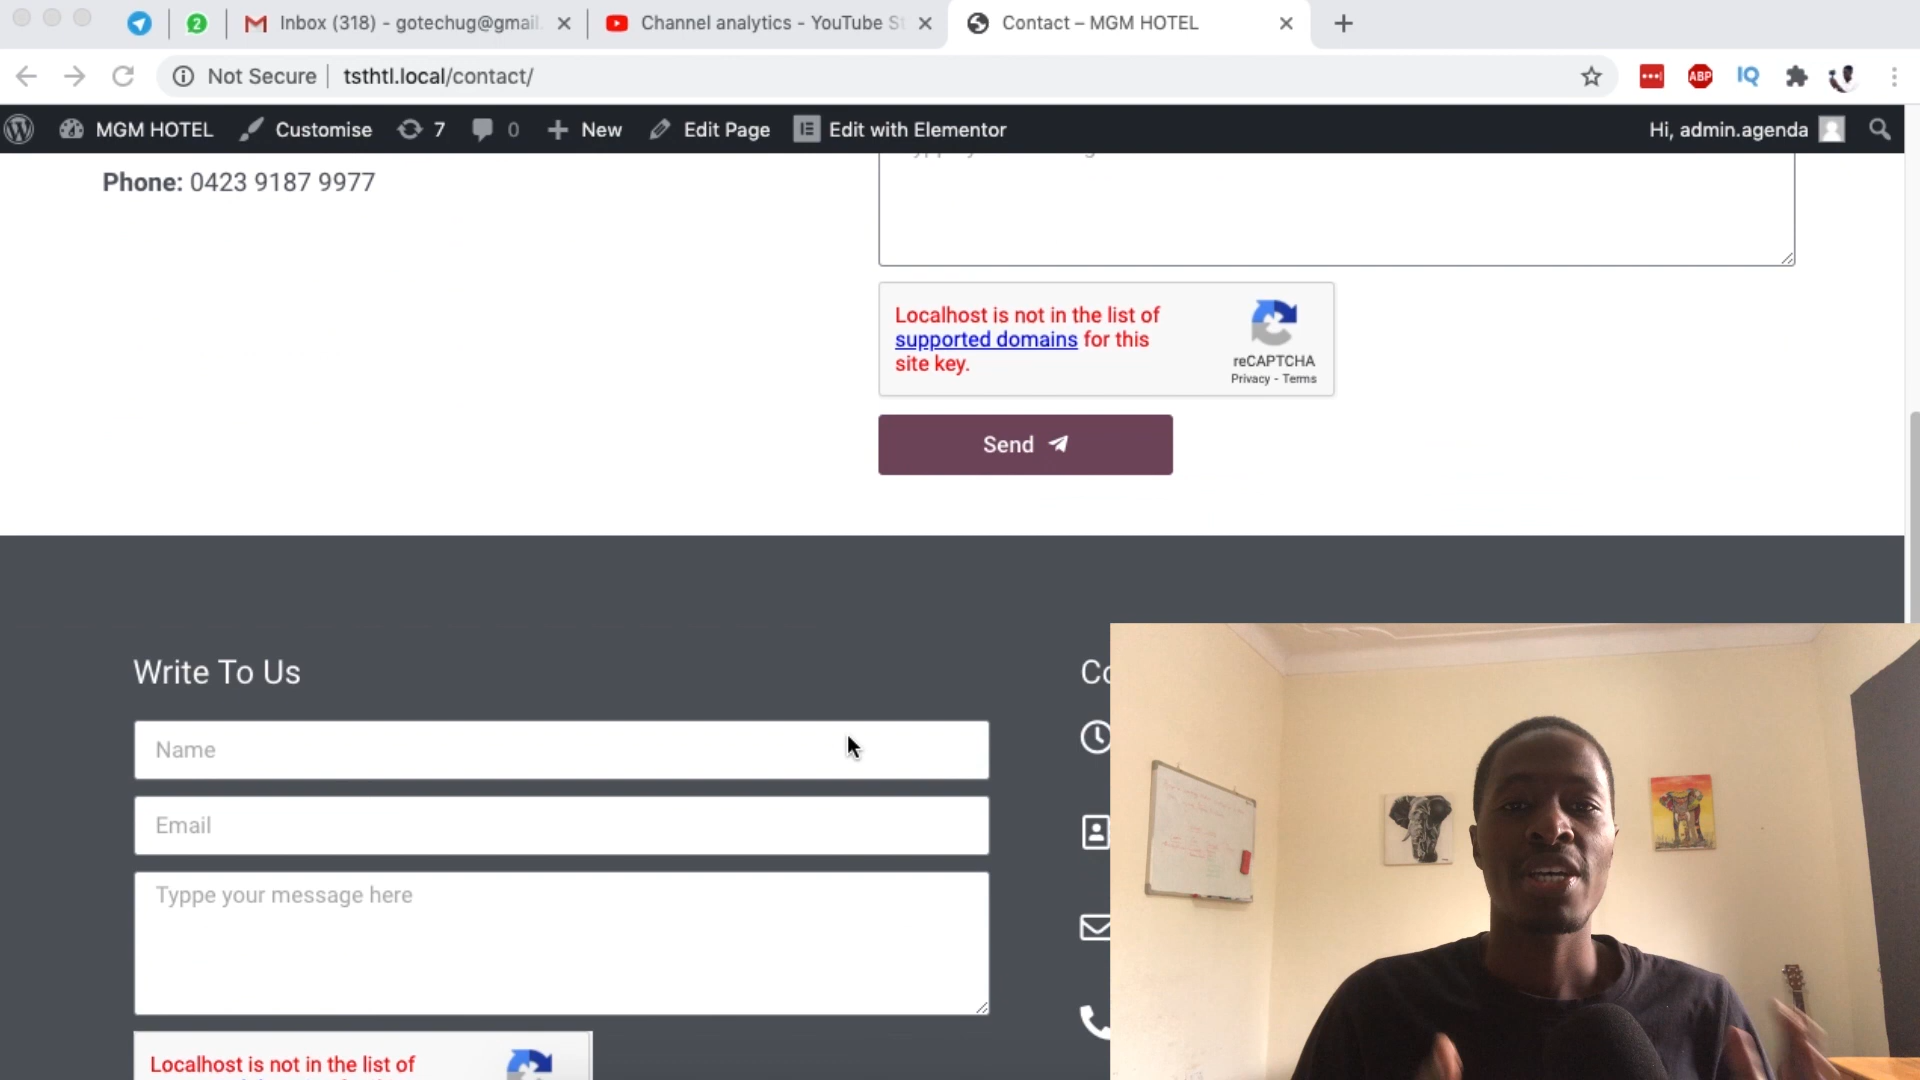 Inbox (318) - gotechug@gmail.
Channel analytics - YouTube St
Contact – MGM HOTEL
Not Secure
tsthtl.local/contact/
ABP
IQ
MGM HOTEL
Customise
7
0
New
Edit Page
Edit with Elementor
Hi, admin.agenda
Phone: 0423 9187 9977
Localhost is not in the list of
supported domains for this
site key.
reCAPTCHA
Privacy - Terms
Send
Write To Us
Co
Name
Email
Typpe your message here
Localhost is not in the list of